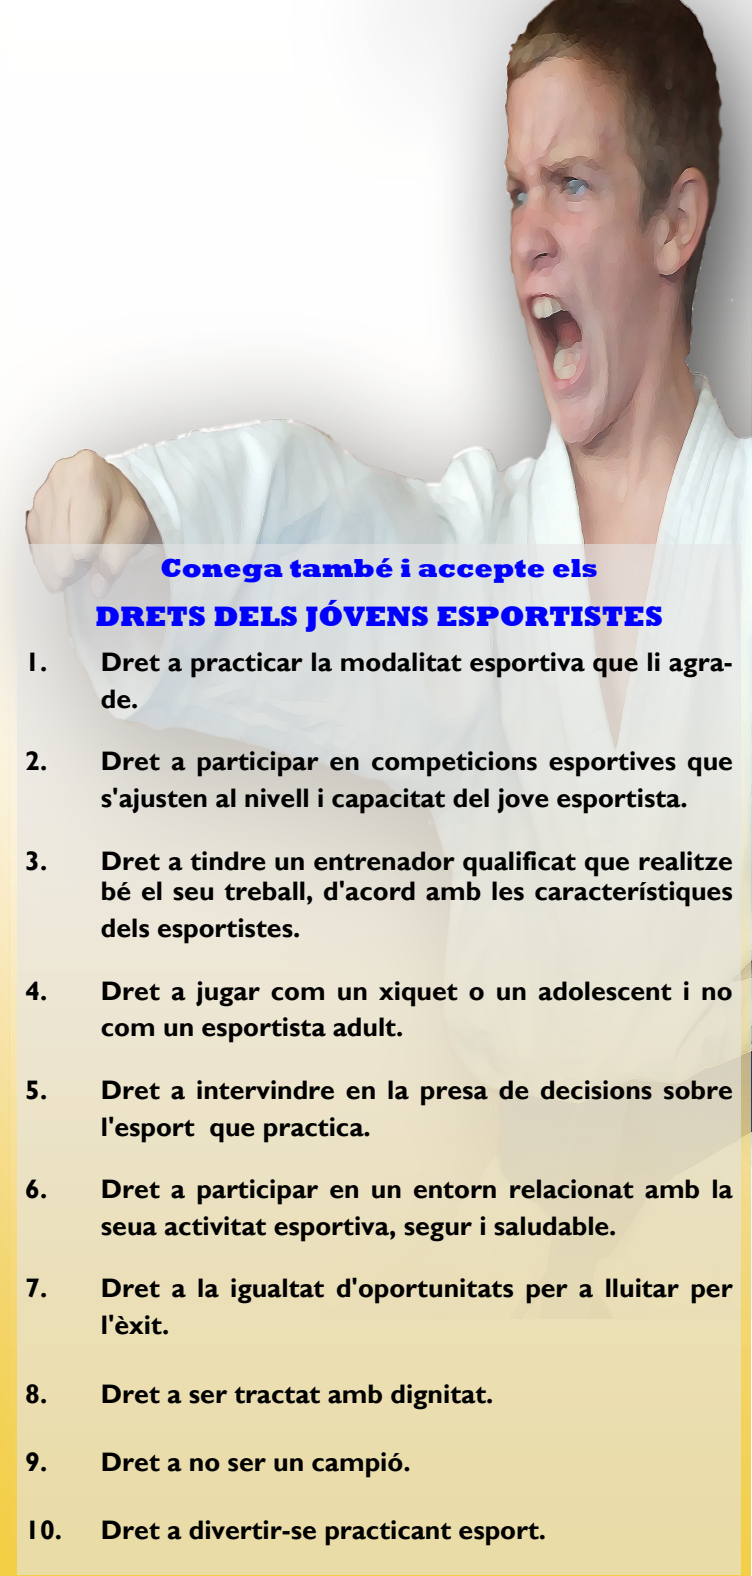 Conega també i accepte els
DRETS DELS JÓVENS ESPORTISTES
1. Dret a practicar la modalitat esportiva que li agra-
de.
2. Dret a participar en competicions esportives que
s'ajusten al nivell i capacitat del jove esportista.
3. Dret a tindre un entrenador qualificat que realitze
bé el seu treball, d'acord amb les característiques
dels esportistes.
4. Dret a jugar com un xiquet o un adolescent i no
com un esportista adult.
5. Dret a intervindre en la presa de decisions sobre
l'esport  que practica.
6. Dret a participar en un entorn relacionat amb la
seua activitat esportiva, segur i saludable.
7. Dret a la igualtat d'oportunitats per a lluitar per
l'èxit.
8. Dret a ser tractat amb dignitat.
9. Dret a no ser un campió.
10. Dret a divertir-se practicant esport.